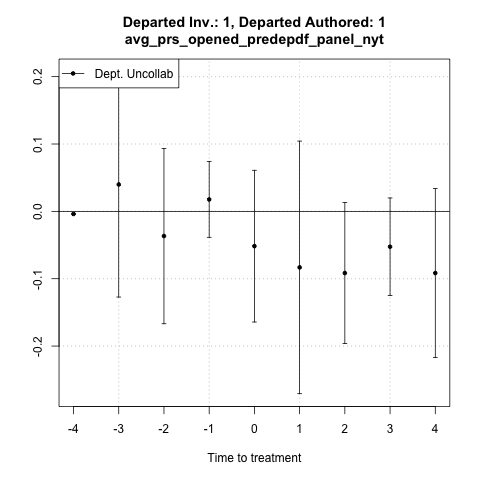 Departed Inv.: 1, Departed Authored: 1
avg_prs_opened_predepdf_panel_nyt
Dept. Uncollab
0.2
0.1
0.0
-0.1
-0.2
-4 -3 -2 -1 0 1 2 3 4
Time to treatment